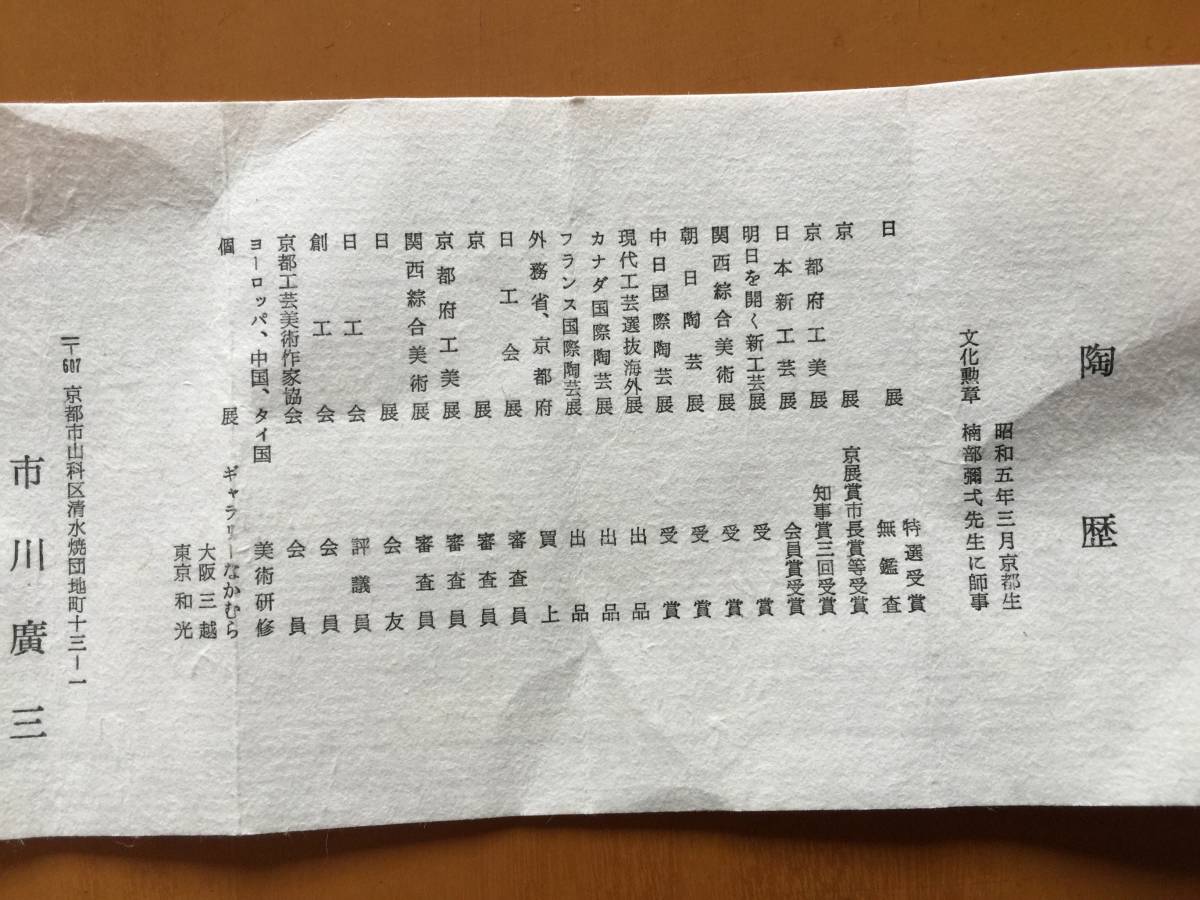 陶歴
昭和五年三月京都生
文化勲章 楠部彌弌先生に師事
日展 特選受賞
無鑑査
京展 京展賞市長賞等受賞
京都府工美展 知事賞三回受賞
日本新工芸展 会員賞受賞
明日を開く新工芸展 受賞
関西綜合美術展 受賞
朝日陶芸展 受賞
中日国際陶芸展 受賞
現代工芸選抜海外展 出品
カナダ国際陶芸展 出品
フランス国際陶芸展 出品
外務省、京都府 買上
日工会展 審査員
京展 審査員
京都府工美展 審査員
関西綜合美術展 審査員
日展 会友
日工会 評議員
創工会 会員
京都工芸美術作家協会 会員
ヨーロッパ、中国、タイ国 美術研修
個展 ギャラリーなかむら
大阪三越
東京和光
〒607 京都市山科区清水焼団地町十三ー一
市川廣三